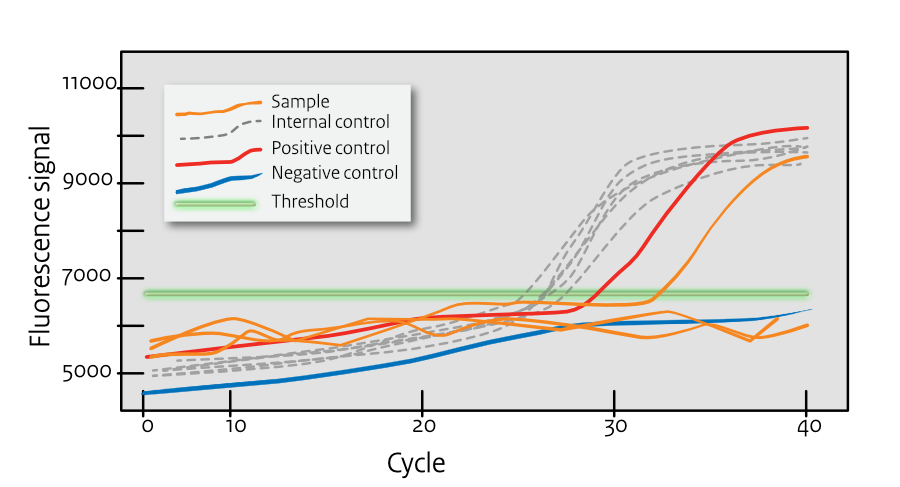 Fluorescence signal
11000
9000
7000
5000
Sample
Internal control
Positive control
Negative control
Threshold
0 10 20 30 40
Cycle